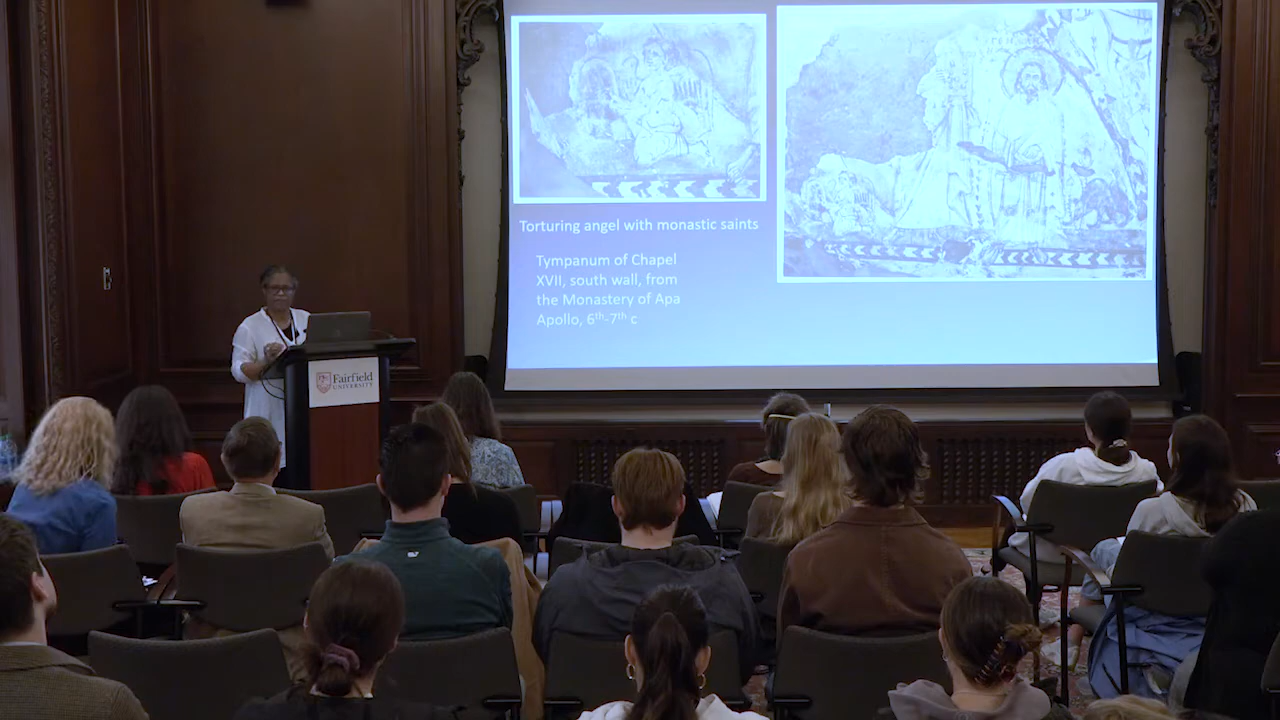 Torturing angel with monastic saints
Tympanum of Chapel
XVII, south wall, from
the Monastery of Apa
Apollo, 6th-7th c
Fairfield
UNIVERSITY